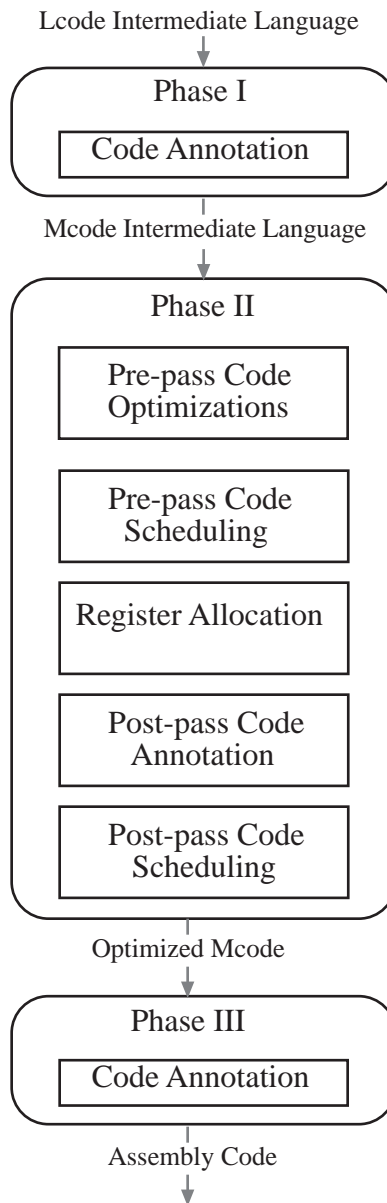 Lcode Intermediate Language
Phase I
Code Annotation
Mcode Intermediate Language
Phase II
Pre-pass Code
Optimizations
Pre-pass Code
Scheduling
Register Allocation
Post-pass Code
Annotation
Post-pass Code
Scheduling
Optimized Mcode
Phase III
Code Annotation
Assembly Code